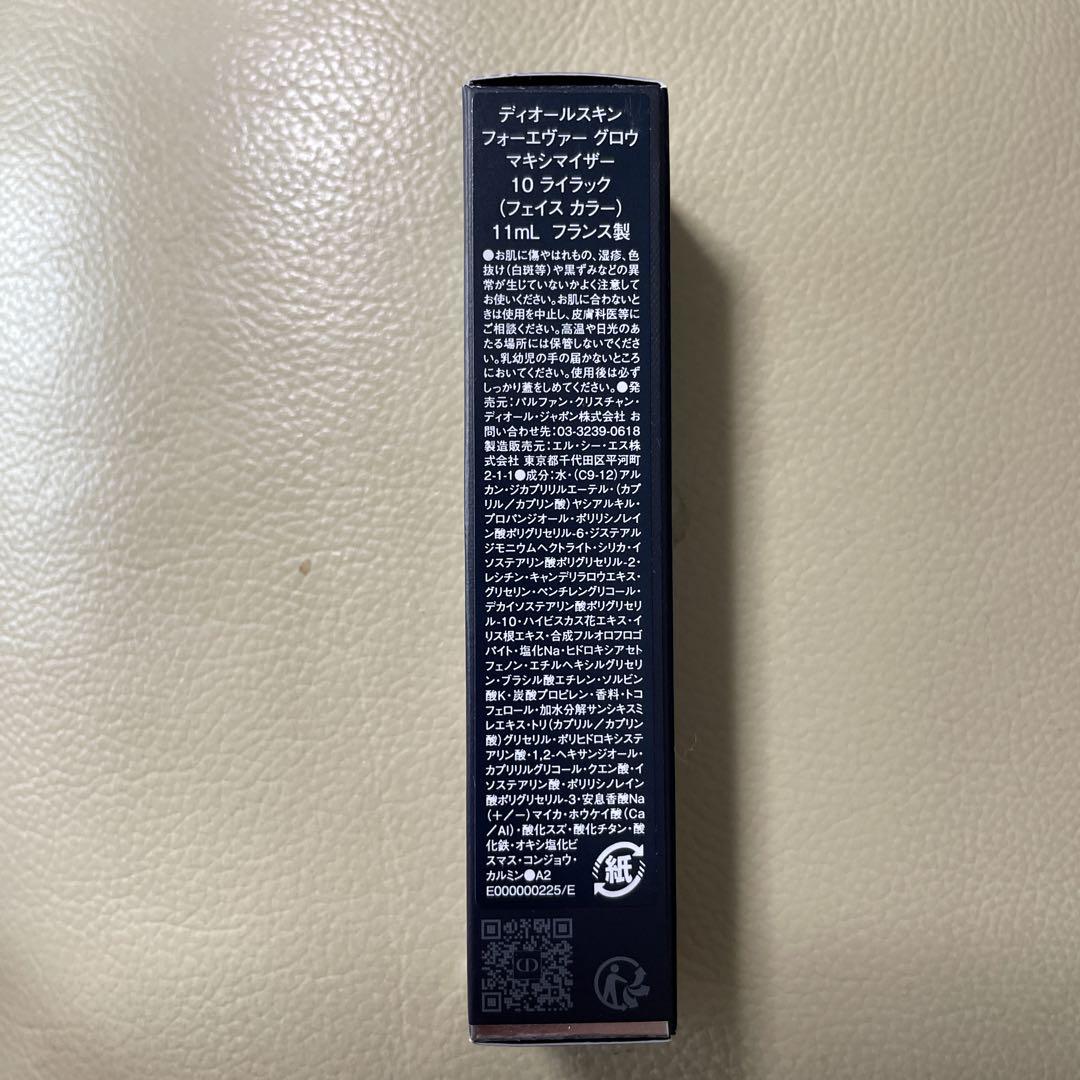 ディオールスキン
フォーエヴァー グロウ
マキシマイザー
10 ライラック
(フェイス カラー)
11mL フランス製
●お肌に傷やはれもの、湿疹、色
抜け(白斑等)や黒ずみなどの異
常が生じていないかよく注意して
お使いください。お肌に合わないと
きは使用を中止し、皮膚科医等に
ご相談ください。高温や日光のあ
たる場所には保管しないでくださ
い。乳幼児の手の届かないところ
においてください。使用後は必ず
しっかり蓋をしめてください。●発
売元:パルファン・クリスチャン・
ディオール・ジャポン株式会社 お
問い合わせ先:03-3239-0618
製造販売元:エル・シー・エス株
式会社 東京都千代田区平河町
2-1-1●成分:水・(C9-12)アル
カン・ジカプリリルエーテル・(カプ
リル/カプリン酸)ヤシアルキル・
プロパンジオール・ポリリシノレイ
ン酸ポリグリセリル-6・ジステアル
ジモニウムヘクトライト・シリカ・イ
ソステアリン酸ポリグリセリル-2・
レシチン・キャンデリラロウエキス・
グリセリン・ペンチレングリコール・
デカイソステアリン酸ポリグリセリ
ル-10・ハイビスカス花エキス・イ
リス根エキス・合成フルオロフロゴ
パイト・塩化Na・ヒドロキシアセト
フェノン・エチルヘキシルグリセリ
ン・ブラシル酸エチレン・ソルビン
酸K・炭酸プロピレン・香料・トコ
フェロール・加水分解サンシキスミ
レエキス・トリ(カプリル/カプリン
酸)グリセリル・ポリヒドロキシステ
アリン酸・1,2-ヘキサンジオール・
カプリリルグリコール・クエン酸・イ
ソステアリン酸・ポリリシノレイン
酸ポリグリセリル-3・安息香酸Na
(+/-)マイカ・ホウケイ酸(Ca
/Al)・酸化スズ・酸化チタン・酸
化鉄・オキシ塩化ビ
スマス・コンジョウ・
カルミン●A2
E000000225/E
紙